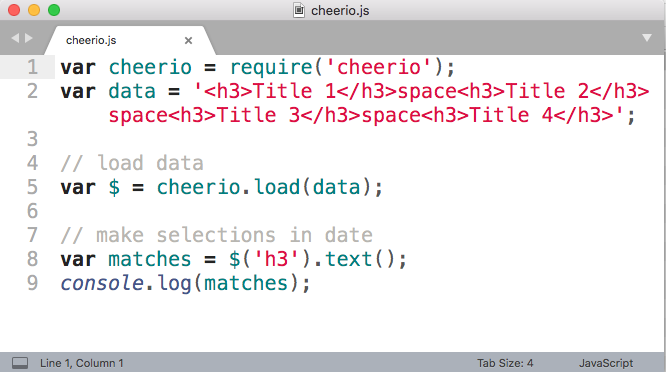 cheerio.js
cheerio.js ×
1 var cheerio = require('cheerio');
2 var data = '<h3>Title 1</h3>space<h3>Title 2</h3>
space<h3>Title 3</h3>space<h3>Title 4</h3>';
3
4 // load data
5 var $ = cheerio.load(data);
6
7 // make selections in date
8 var matches = $('h3').text();
9 console.log(matches);
Line 1, Column 1 Tab Size: 4 JavaScript